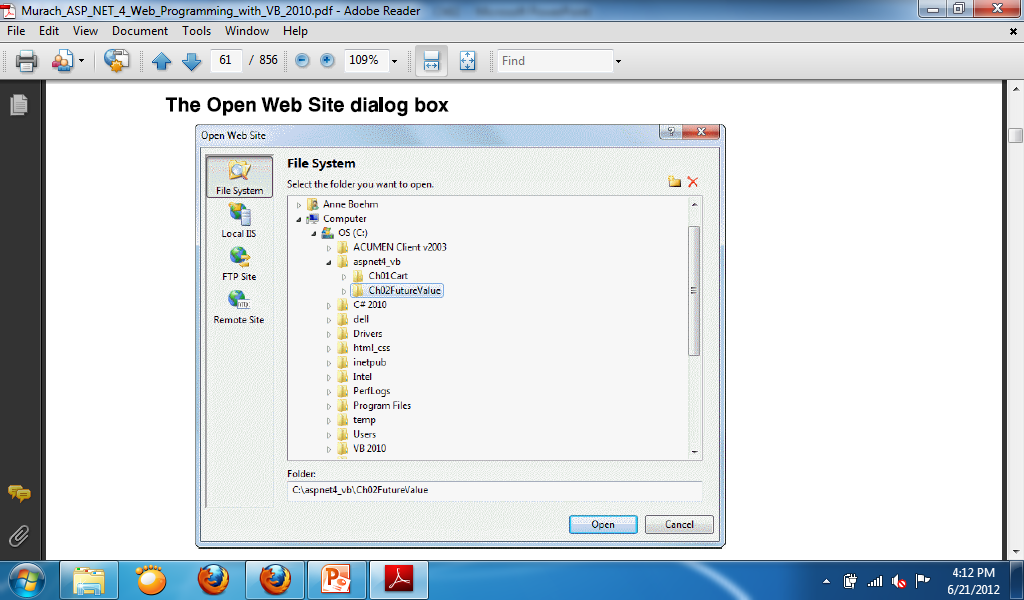 Murach_ASP_NET_4_Web_Programming_with_VB_2010.pdf - Adobe Reader
File Edit View Document Tools Window Help
61 / 856 109% Find
The Open Web Site dialog box
Open Web Site
File System
Select the folder you want to open.
File System
Local IIS
FTP Site
Remote Site
Anne Boehm
Computer
OS (C:)
ACUMEN Client v2003
aspnet4_vb
Ch01Cart
Ch02FutureValue
C# 2010
dell
Drivers
html_css
inetpub
Intel
PerfLogs
Program Files
temp
Users
VB 2010
Folder:
C:\aspnet4_vb\Ch02FutureValue
Open Cancel
4:12 PM
6/21/2012